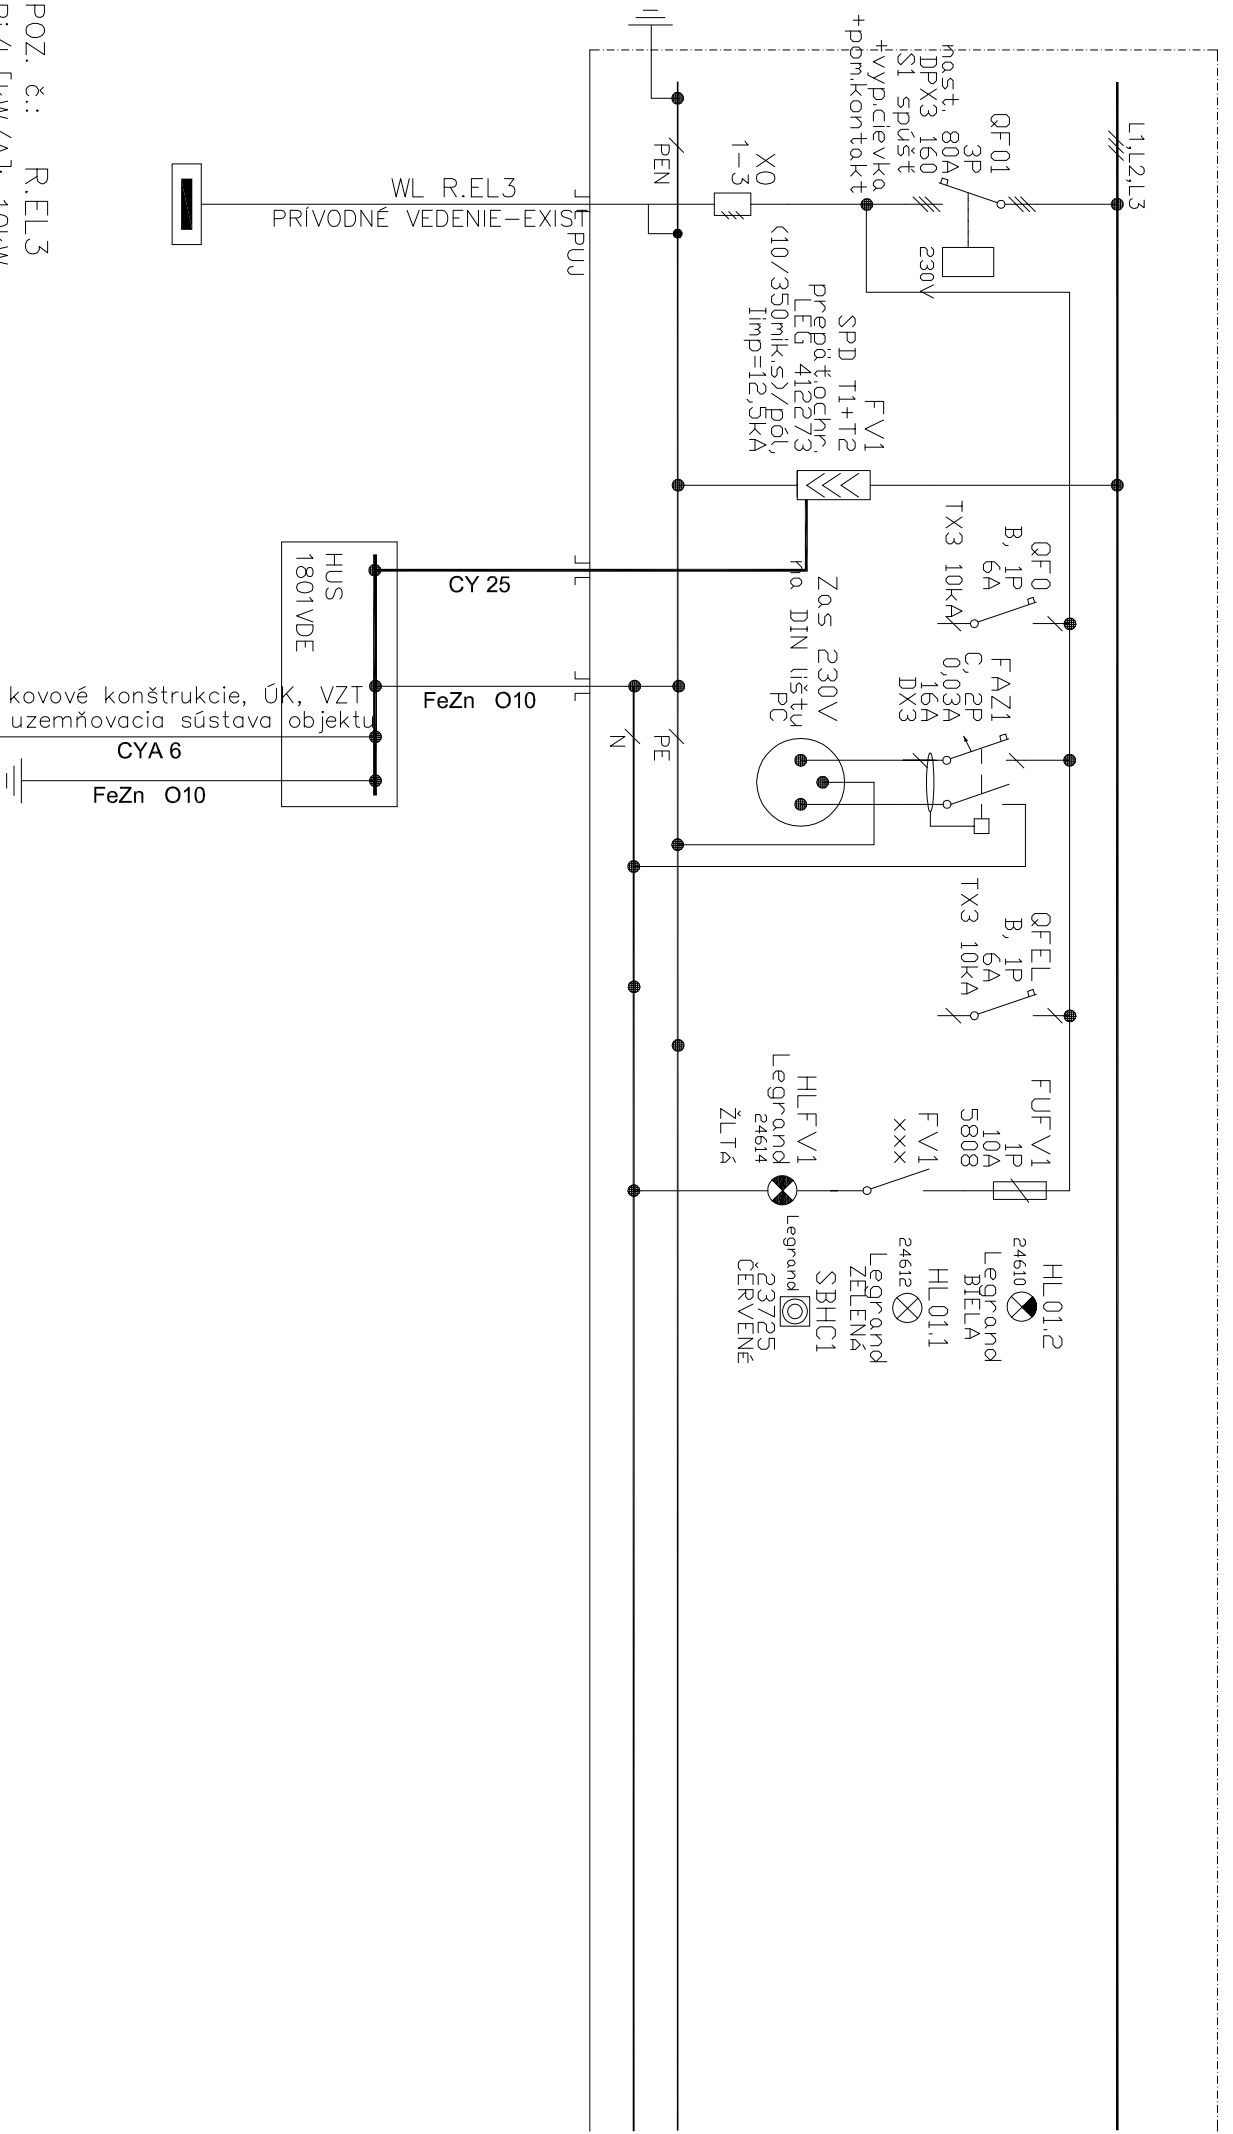 L1,L2,L3
QF01
3P
nast. 80A
DPX3 160
S1 spúšt
+vyp.cievka
+pom.kontakt
230V
X0
1-3
PEN
WL R.EL3
PRÍVODNÉ VEDENIE-EXIST
PUJ
POZ. č.: R.EL3
FV1
SPD T1+T2
prepäť.ochr.
LEG 412273
(10/350mik.s)/pól,
Iimp=12,5kA
QF0
B, 1P
6A
TX3 10kA
FAZ1
C, 2P
0,03A
16A
DX3
Zas 230V
na DIN lištu
PC
PE
N
CY 25
HUS
1801VDE
FeZn O10
kovové konštrukcie, ÚK, VZT
uzemňovacia sústava objektu
CYA 6
FeZn O10
QFEL
B, 1P
6A
TX3 10kA
FUFV1
1P
10A
5808
FV1
xxx
HLFV1
Legrand
24614
ŽLTÁ
HL01.2
24610
Legrand
BIELA
HL01.1
24612
Legrand
ZELENÁ
SBHC1
Legrand
23725
ČERVENÉ